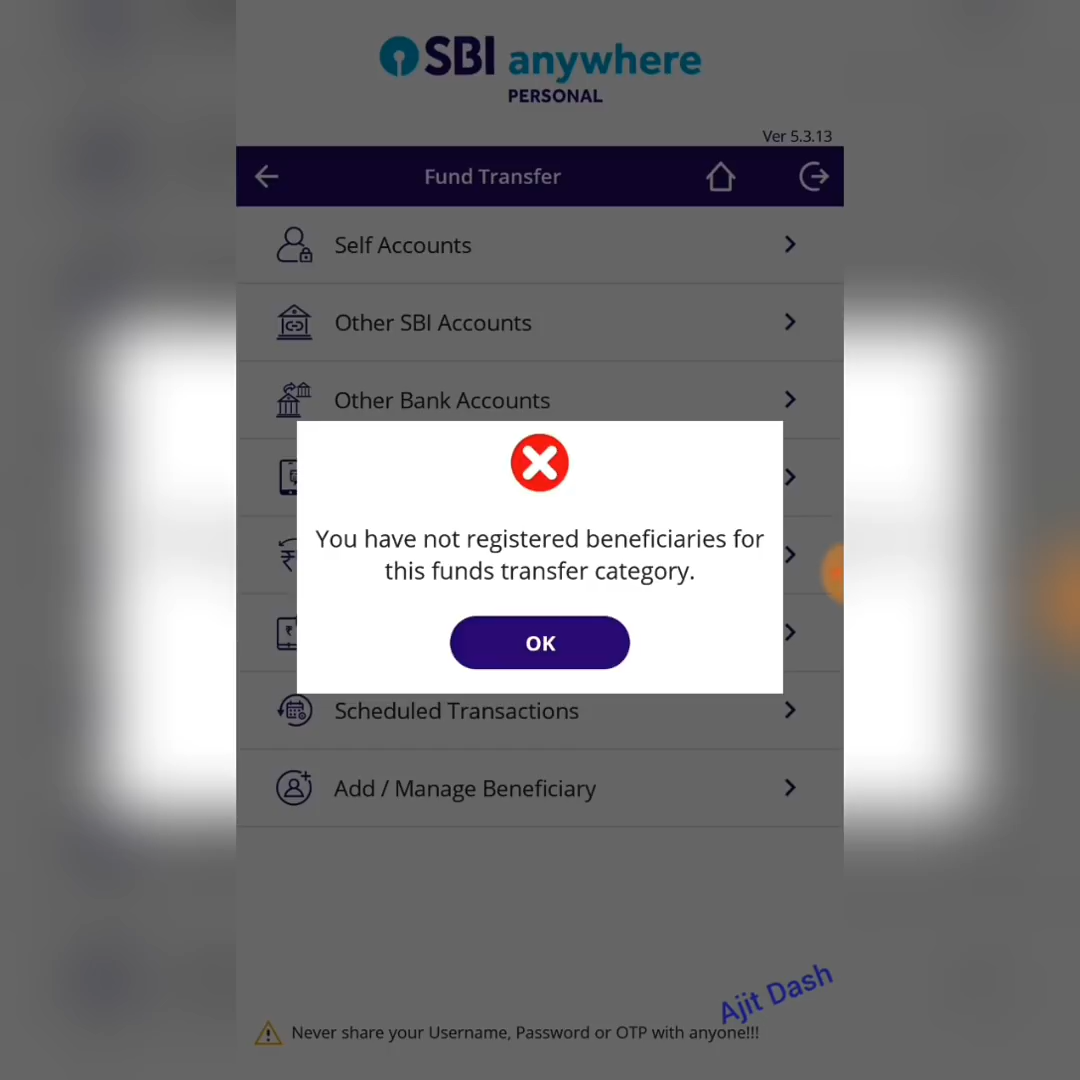 SBI anywhere
PERSONAL
Ver 5.3.13
Fund Transfer
Self Accounts
Other SBI Accounts
Other Bank Accounts
You have not registered beneficiaries for
this funds transfer category.
OK
Scheduled Transactions
Add / Manage Beneficiary
Ajit Dash
Never share your Username, Password or OTP with anyone!!!